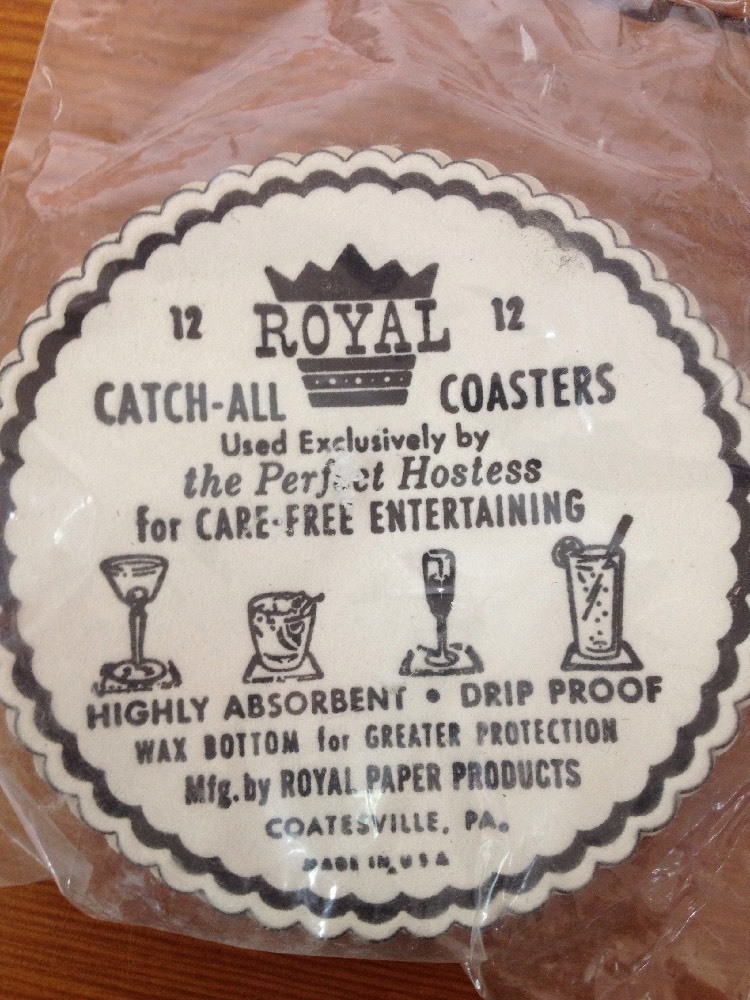 12 ROYAL 12
CATCH-ALL COASTERS
Used Exclusively by
the Perfect Hostess
for CARE-FREE ENTERTAINING
HIGHLY ABSORBENT • DRIP PROOF
WAX BOTTOM for GREATER PROTECTION
Mfg. by ROYAL PAPER PRODUCTS
COATESVILLE, PA.
MADE IN U S A